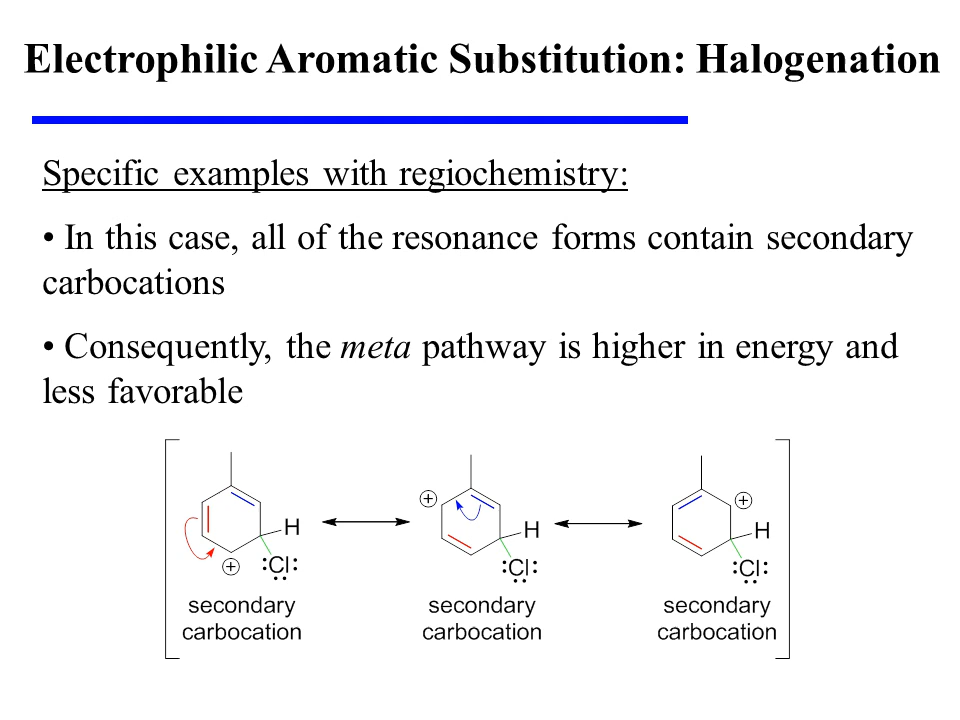 Electrophilic Aromatic Substitution: Halogenation
Specific examples with regiochemistry:
• In this case, all of the resonance forms contain secondary
carbocations
• Consequently, the meta pathway is higher in energy and
less favorable
+ +
H H H
+ :Cl: :Cl: :Cl:
secondary secondary secondary
carbocation carbocation carbocation